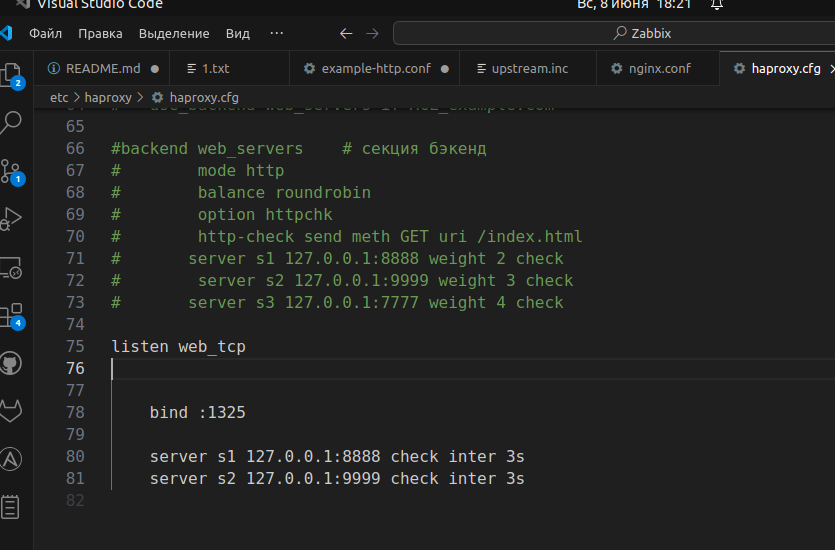 Visual Studio Code
Вс, 8 июня 18:21
Файл Правка Выделение Вид ··· ← → Zabbix
README.md ● 1.txt example-http.conf ● upstream.inc nginx.conf haproxy.cfg
etc > haproxy > haproxy.cfg
65
66 #backend web_servers    # секция бэкенд
67 #        mode http
68 #        balance roundrobin
69 #        option httpchk
70 #        http-check send meth GET uri /index.html
71 #       server s1 127.0.0.1:8888 weight 2 check
72 #        server s2 127.0.0.1:9999 weight 3 check
73 #       server s3 127.0.0.1:7777 weight 4 check
74
75 listen web_tcp
76
77
78     bind :1325
79
80     server s1 127.0.0.1:8888 check inter 3s
81     server s2 127.0.0.1:9999 check inter 3s
82
2
1
4